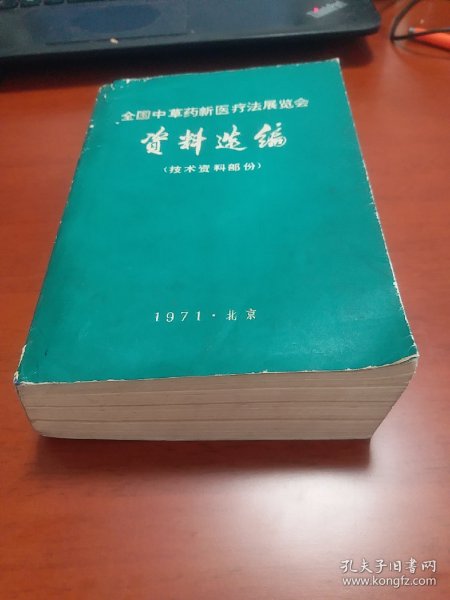 全国中草药新医疗法展览会
资料选编
(技术资料部份)
1971·北京
孔夫子旧书网
www.kongfz.com